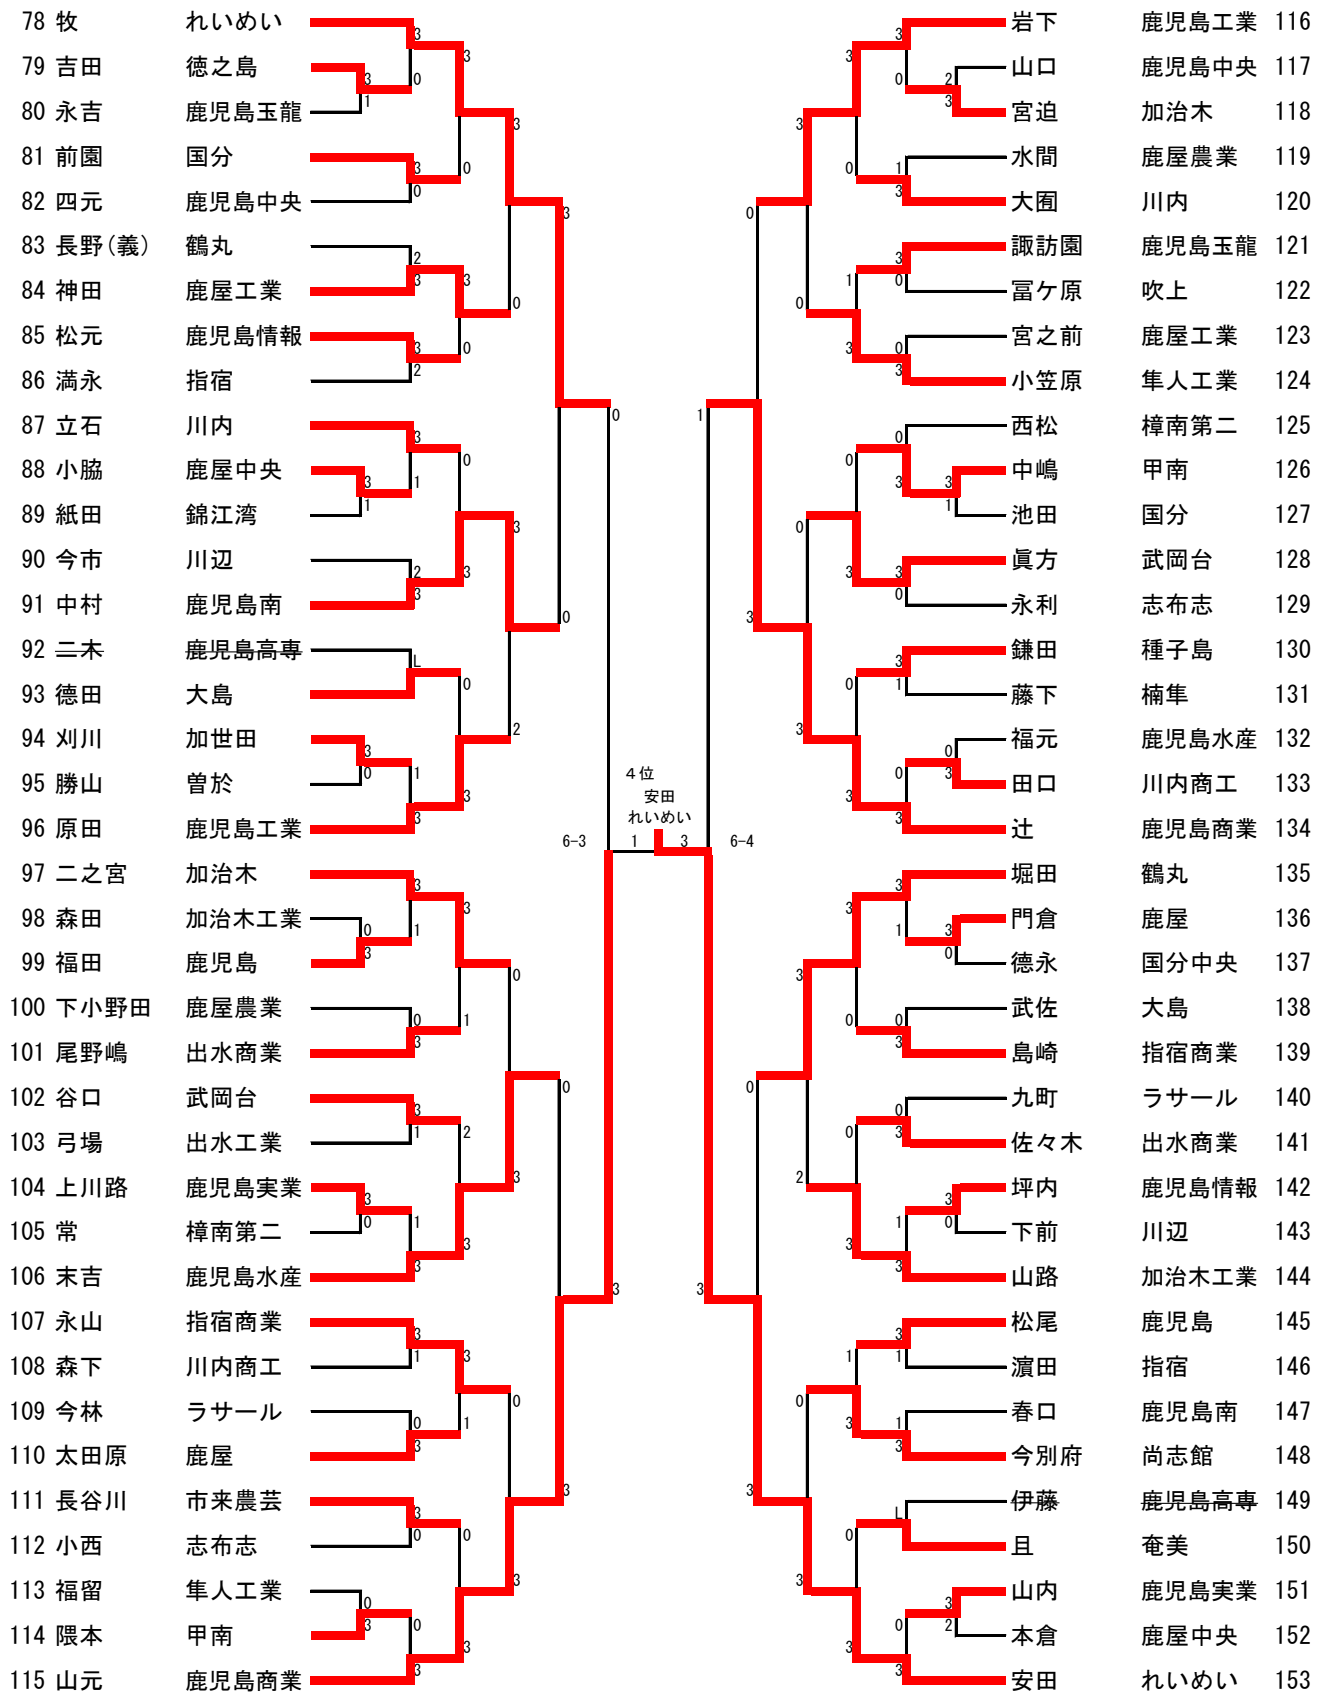 78 牧 れいめい
79 吉田 徳之島
80 永吉 鹿児島玉龍
81 前園 国分
82 四元 鹿児島中央
83 長野(義) 鶴丸
84 神田 鹿屋工業
85 松元 鹿児島情報
86 満永 指宿
87 立石 川内
88 小脇 鹿屋中央
89 紙田 錦江湾
90 今市 川辺
91 中村 鹿児島南
92 二木 鹿児島高専
93 德田 大島
94 刈川 加世田
95 勝山 曽於
96 原田 鹿児島工業
97 二之宮 加治木
98 森田 加治木工業
99 福田 鹿児島
100 下小野田 鹿屋農業
101 尾野嶋 出水商業
102 谷口 武岡台
103 弓場 出水工業
104 上川路 鹿児島実業
105 常 樟南第二
106 末吉 鹿児島水産
107 永山 指宿商業
108 森下 川内商工
109 今林 ラサール
110 太田原 鹿屋
111 長谷川 市来農芸
112 小西 志布志
113 福留 隼人工業
114 隈本 甲南
115 山元 鹿児島商業
4位
安田
れいめい
6-3 1 3 6-4
岩下 鹿児島工業 116
山口 鹿児島中央 117
宮迫 加治木 118
水間 鹿屋農業 119
大囿 川内 120
諏訪園 鹿児島玉龍 121
冨ケ原 吹上 122
宮之前 鹿屋工業 123
小笠原 隼人工業 124
西松 樟南第二 125
中嶋 甲南 126
池田 国分 127
眞方 武岡台 128
永利 志布志 129
鎌田 種子島 130
藤下 楠隼 131
福元 鹿児島水産 132
田口 川内商工 133
辻 鹿児島商業 134
堀田 鶴丸 135
門倉 鹿屋 136
德永 国分中央 137
武佐 大島 138
島崎 指宿商業 139
九町 ラサール 140
佐々木 出水商業 141
坪内 鹿児島情報 142
下前 川辺 143
山路 加治木工業 144
松尾 鹿児島 145
濵田 指宿 146
春口 鹿児島南 147
今別府 尚志館 148
伊藤 鹿児島高専 149
且 奄美 150
山内 鹿児島実業 151
本倉 鹿屋中央 152
安田 れいめい 153